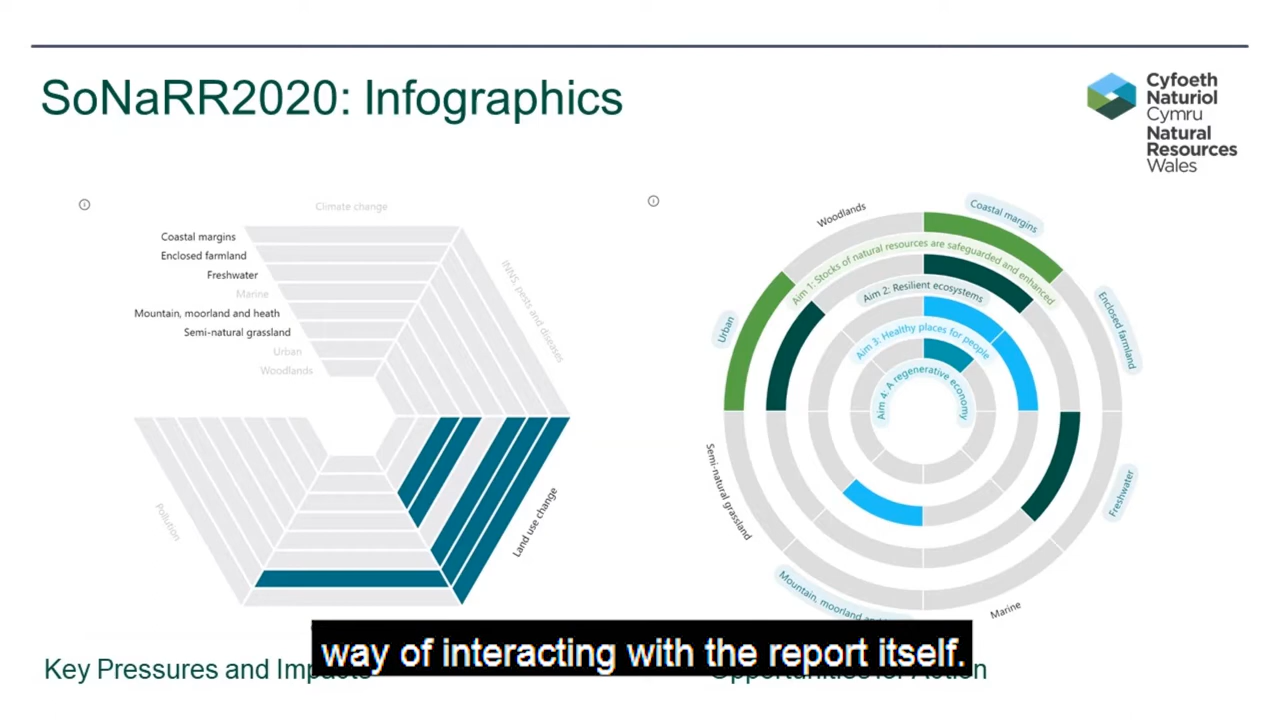 SoNaRR2020: Infographics
Cyfoeth
Naturiol
Cymru
Natural
Resources
Wales
Climate change
Coastal margins
Enclosed farmland
Freshwater
Marine
Mountain, moorland and heath
Semi-natural grassland
Urban
Woodlands
INNS, pests and diseases
Land use change
Pollution
Woodlands
Coastal margins
Enclosed farmland
Freshwater
Marine
Mountain, moorland and
Semi-natural grassland
Urban
Aim 1: Stocks of natural resources are safeguarded and enhanced
Aim 2: Resilient ecosystems
Aim 3: Healthy places for people
Aim 4: A regenerative economy
way of interacting with the report itself.
Key Pressures and Impacts
Opportunities for Action